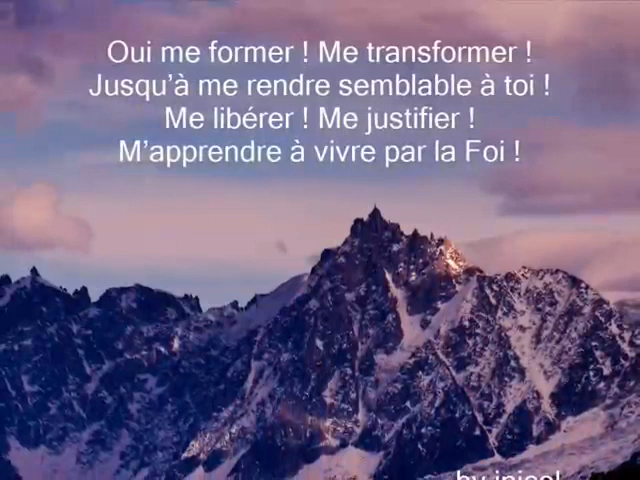 Oui me former ! Me transformer !
Jusqu’à me rendre semblable à toi !
Me libérer ! Me justifier !
M’apprendre à vivre par la Foi !
by